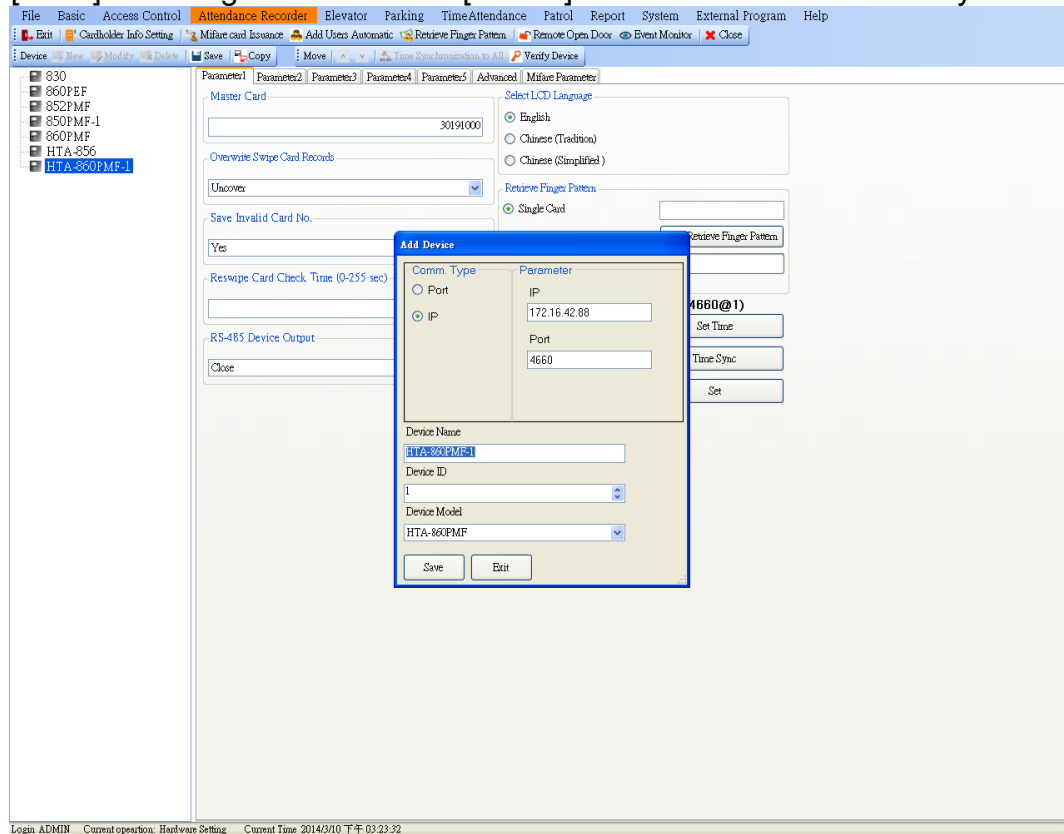 File Basic Access Control Attendance Recorder Elevator Parking TimeAttendance Patrol Report System External Program Help
Exit Cardholder Info Setting Mifare card Issuance Add Users Automatic Retrieve Finger Pattern Remote Open Door Event Monitor Close
Device New Modify Delete Save Copy Move Time Synchronization to All Verify Device
830
860PEF
852PMF
850PMF-1
860PMF
HTA-856
HTA-860PMF-1
Parameter1 Parameter2 Parameter3 Parameter4 Parameter5 Advanced Mifare Parameter
Master Card
30191000
Overwrite Swipe Card Records
Uncover
Save Invalid Card No.
Yes
Reswipe Card Check Time (0-255 sec)
RS-485 Device Output
Close
Select LCD Language
English
Chinese (Tradition)
Chinese (Simplified )
Retrieve Finger Pattern
Single Card
Retrieve Finger Pattern
4660@1)
Set Time
Time Sync
Set
Add Device
Comm. Type
Port
IP
Parameter
IP
172.16.42.88
Port
4660
Device Name
HTA-860PMF-1
Device ID
1
Device Model
HTA-860PMF
Save Exit
Login ADMIN Current opeartion: Hardware Setting Current Time 2014/3/10 下午 03:23:32